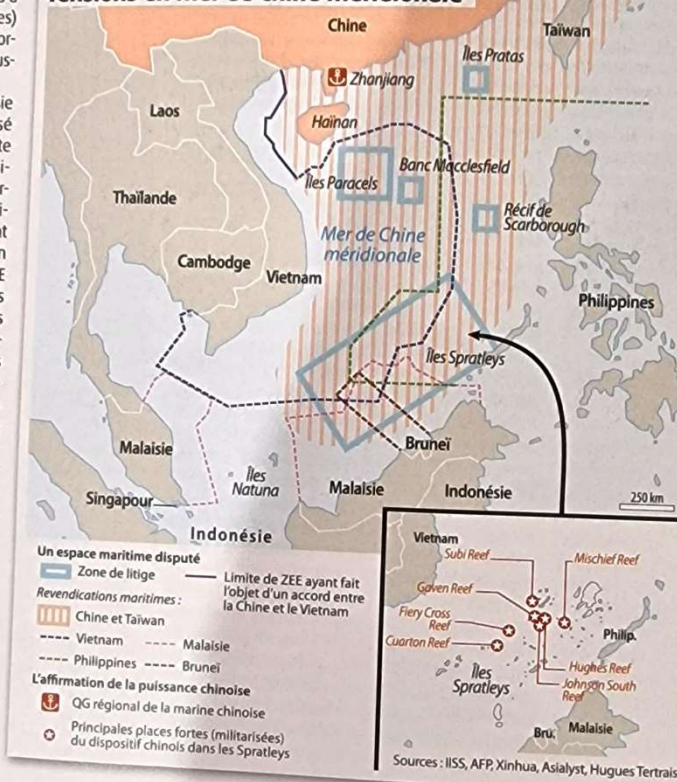 Chine
Taïwan
Îles Pratas
Zhanjiang
Laos
Haïnan
Banc Macclesfield
Îles Paracels
Thaïlande
Récif de
Scarborough
Mer de Chine
méridionale
Cambodge
Vietnam
Philippines
Îles Spratleys
Bruneï
Malaisie
Îles
Natuna
Malaisie
Indonésie
Singapour
250 km
Indonésie
Un espace maritime disputé
Zone de litige
Limite de ZEE ayant fait
l'objet d'un accord entre
la Chine et le Vietnam
Revendications maritimes :
Chine et Taïwan
Vietnam
Malaisie
Philippines
Bruneï
L'affirmation de la puissance chinoise
QG régional de la marine chinoise
Principales places fortes (militarisées)
du dispositif chinois dans les Spratleys
Vietnam
Subi Reef
Mischief Reef
Gaven Reef
Fiery Cross
Reef
Cuarton Reef
Philip.
Îles
Spratleys
Hughes Reef
Johnson South
Reef
Bru.
Malaisie
Sources : IISS, AFP, Xinhua, Asialyst, Hugues Tertrais